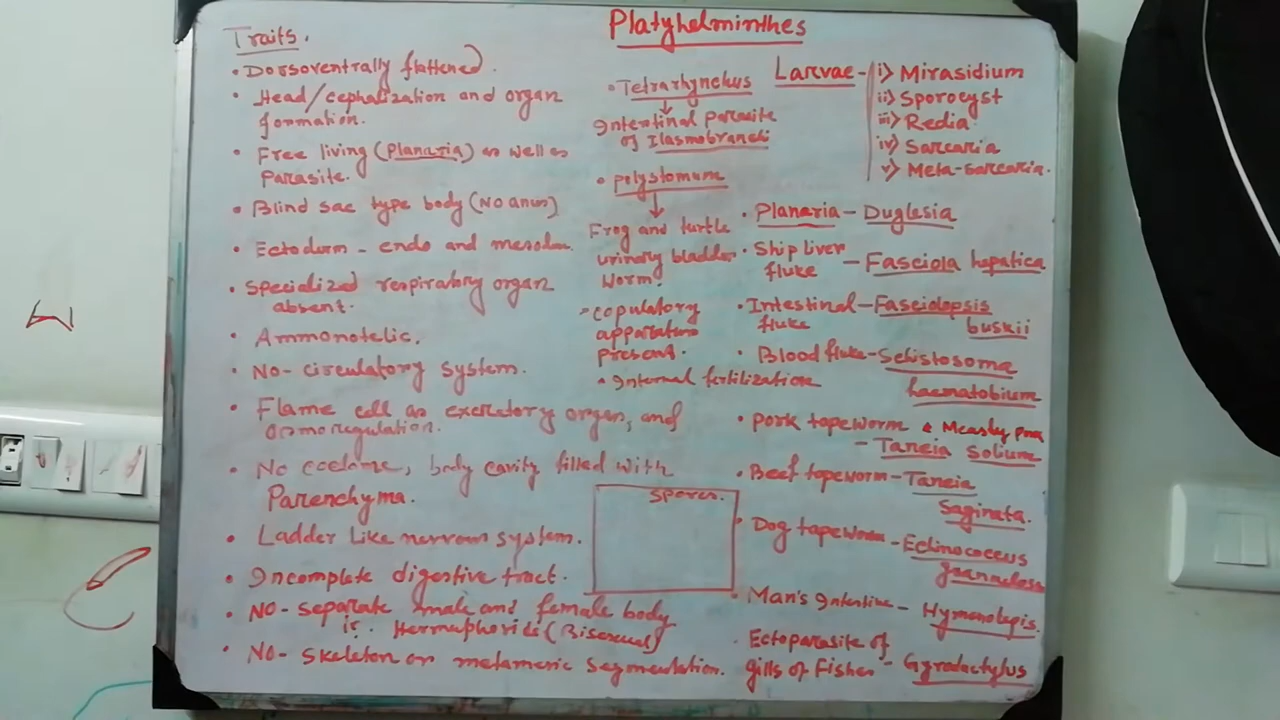 Platyhelminthes
Traits.
• Dorsoventrally flattened.
• Head/cephalization and organ
formation.
• Free living (Planaria) as well as
Parasite.
• Blind sac type body (No anus)
• Ectoderm - endo and mesoderm.
• Specialized respiratory organ
absent.
• Ammonotelic.
• No- circulatory system.
• Flame cell as excretory organ, and
osmoregulation.
• No coelome, body cavity filled with
Parenchyma.
• Ladder like nervous system.
• Incomplete digestive tract.
• No- separate male and female body
ie. Hermaphoride (Bisexual)
• No- skeleton or metameric segmentation.
• Tetrarhynchus
Intestinal parasite
of Ilasmobranchi
• polystomum
Frog and turtle
urinary bladder
worm.
• copulatory
apparatus
present.
• Internal fertilization
Spores.
Larvae - i) Mirasidium
ii) Sporocyst
iii) Redia
iv) Sarcaria
v) Meta-sarcaria.
• Planaria - Duglesia
• Ship liver
fluke - Fasciola hepatica
• Intestinal - Fasciolopsis
fluke buskii
• Blood fluke - Schistosoma
haematobium
• Pork tapeworm & Measly pork
- Taneia solium
• Beef tapeworm - Taneia
Saginata.
• Dog tapeworm - Echinococcus
granuloss
• Man's Intestine - Hymenolepis.
• Ectoparasite of
gills of Fishes - Gyrodactylus